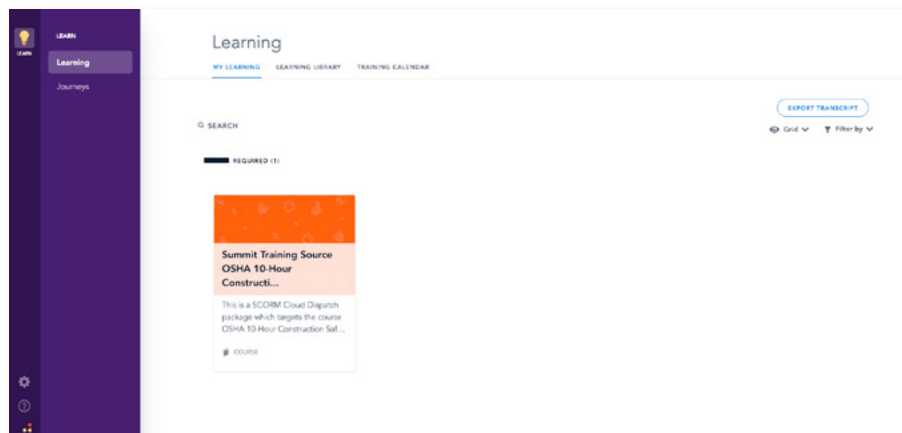 LEARN
LEARN
Learning
Journeys
Learning
MY LEARNING LEARNING LIBRARY TRAINING CALENDAR
EXPORT TRANSCRIPT
SEARCH
Grid Filter by
REQUIRED (1)
Summit Training Source
OSHA 10-Hour
Constructi...
This is a SCORM Cloud Dispatch
package which targets the course
OSHA 10-Hour Construction Saf...
COURSE
?